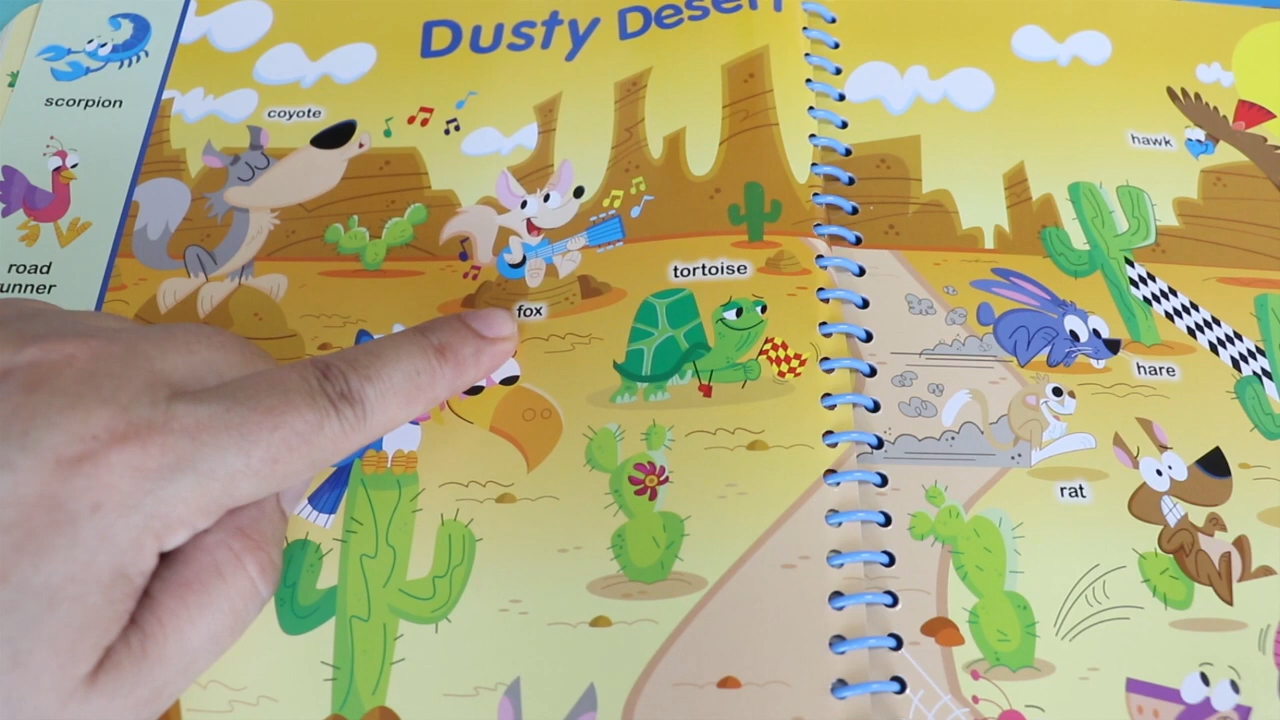 Dusty Desert
scorpion
coyote
hawk
road
unner
tortoise
fox
hare
rat